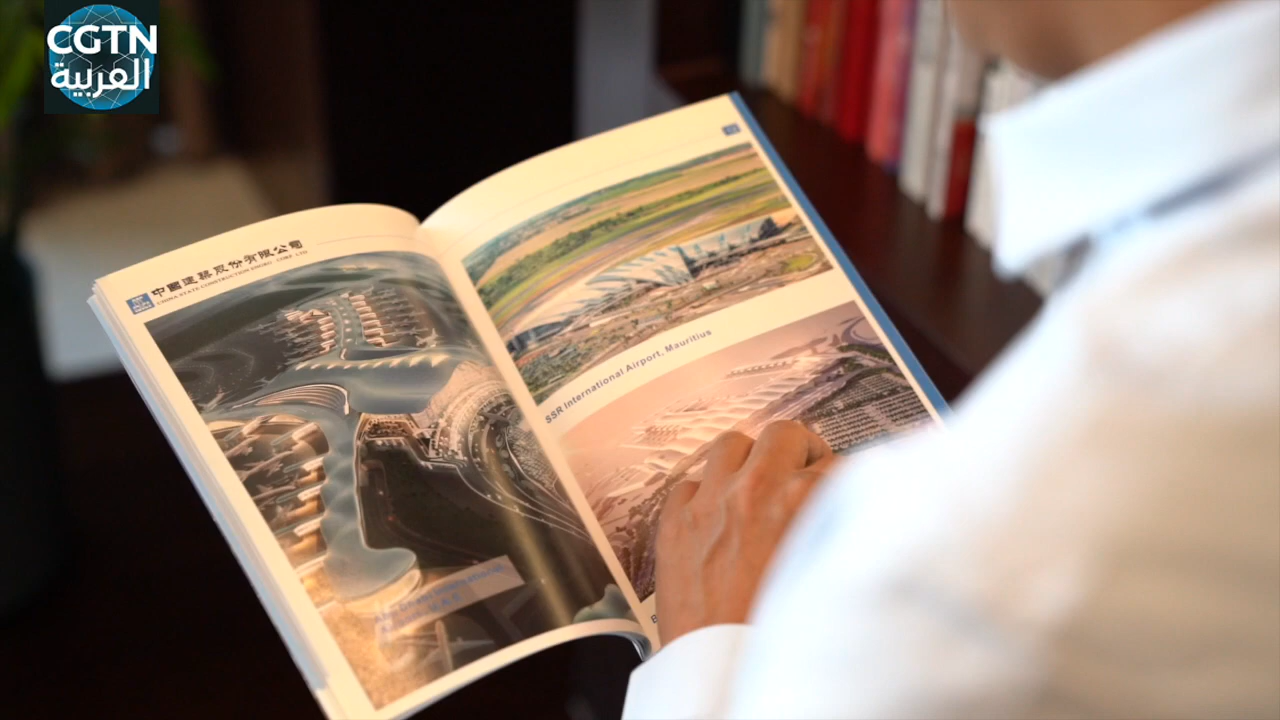 CGTN
العربية
中國建築股份有限公司
CHINA STATE CONSTRUCTION ENGRG. CORP. LTD
SSR International Airport, Mauritius